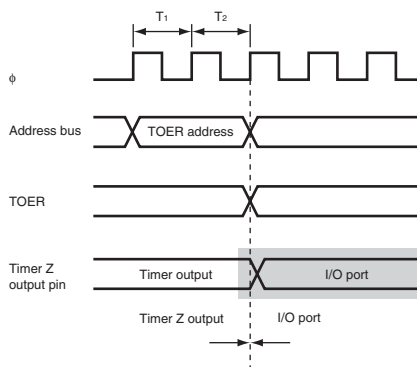 T1 T2
ϕ
Address bus TOER address
TOER
Timer Z
output pin
Timer output I/O port
Timer Z output I/O port